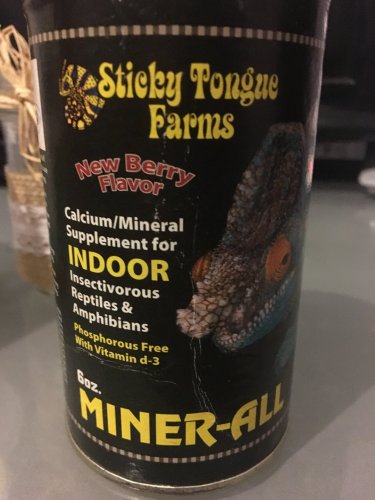 Sticky Tongue
Farms
New Berry
Flavor
Calcium/Mineral
Supplement for
INDOOR
Insectivorous
Reptiles &
Amphibians
Phosphorous Free
With Vitamin d-3
6oz.
MINER-ALL